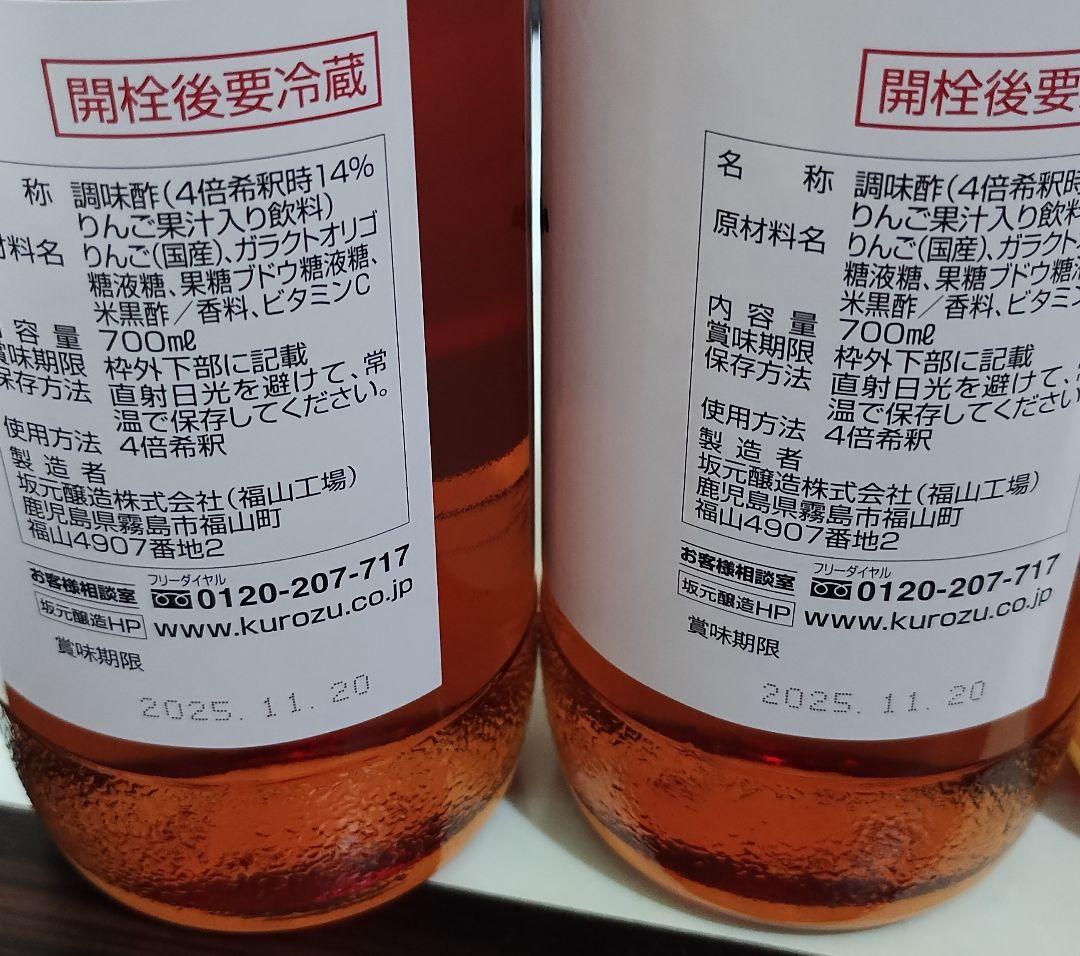 開栓後要冷蔵
称 調味酢(4倍希釈時14%
りんご果汁入り飲料)
材料名 りんご(国産)、ガラクトオリゴ
糖液糖、果糖ブドウ糖液糖、
米黒酢/香料、ビタミンC
内容量 700mℓ
賞味期限 枠外下部に記載
保存方法 直射日光を避けて、常
温で保存してください。
使用方法 4倍希釈
製造者
坂元醸造株式会社(福山工場)
鹿児島県霧島市福山町
福山4907番地2
お客様相談室 フリーダイヤル 0120-207-717
坂元醸造HP www.kurozu.co.jp
賞味期限
2025.11.20
開栓後要
名称 調味酢(4倍希釈時
りんご果汁入り飲料
原材料名 りんご(国産)、ガラクト
糖液糖、果糖ブドウ糖
米黒酢/香料、ビタミン
内容量 700mℓ
賞味期限 枠外下部に記載
保存方法 直射日光を避けて、
温で保存してください
使用方法 4倍希釈
製造者
坂元醸造株式会社(福山工場)
鹿児島県霧島市福山町
福山4907番地2
お客様相談室 フリーダイヤル 0120-207-717
坂元醸造HP www.kurozu.co.jp
賞味期限
2025.11.20